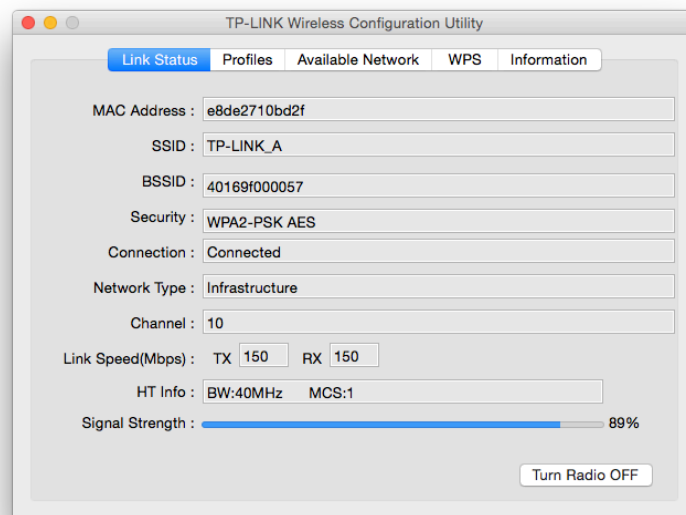 TP-LINK Wireless Configuration Utility
Link Status Profiles Available Network WPS Information
MAC Address : e8de2710bd2f
SSID : TP-LINK_A
BSSID : 40169f000057
Security : WPA2-PSK AES
Connection : Connected
Network Type : Infrastructure
Channel : 10
Link Speed(Mbps) : TX 150 RX 150
HT Info : BW:40MHz MCS:1
Signal Strength : 89%
Turn Radio OFF